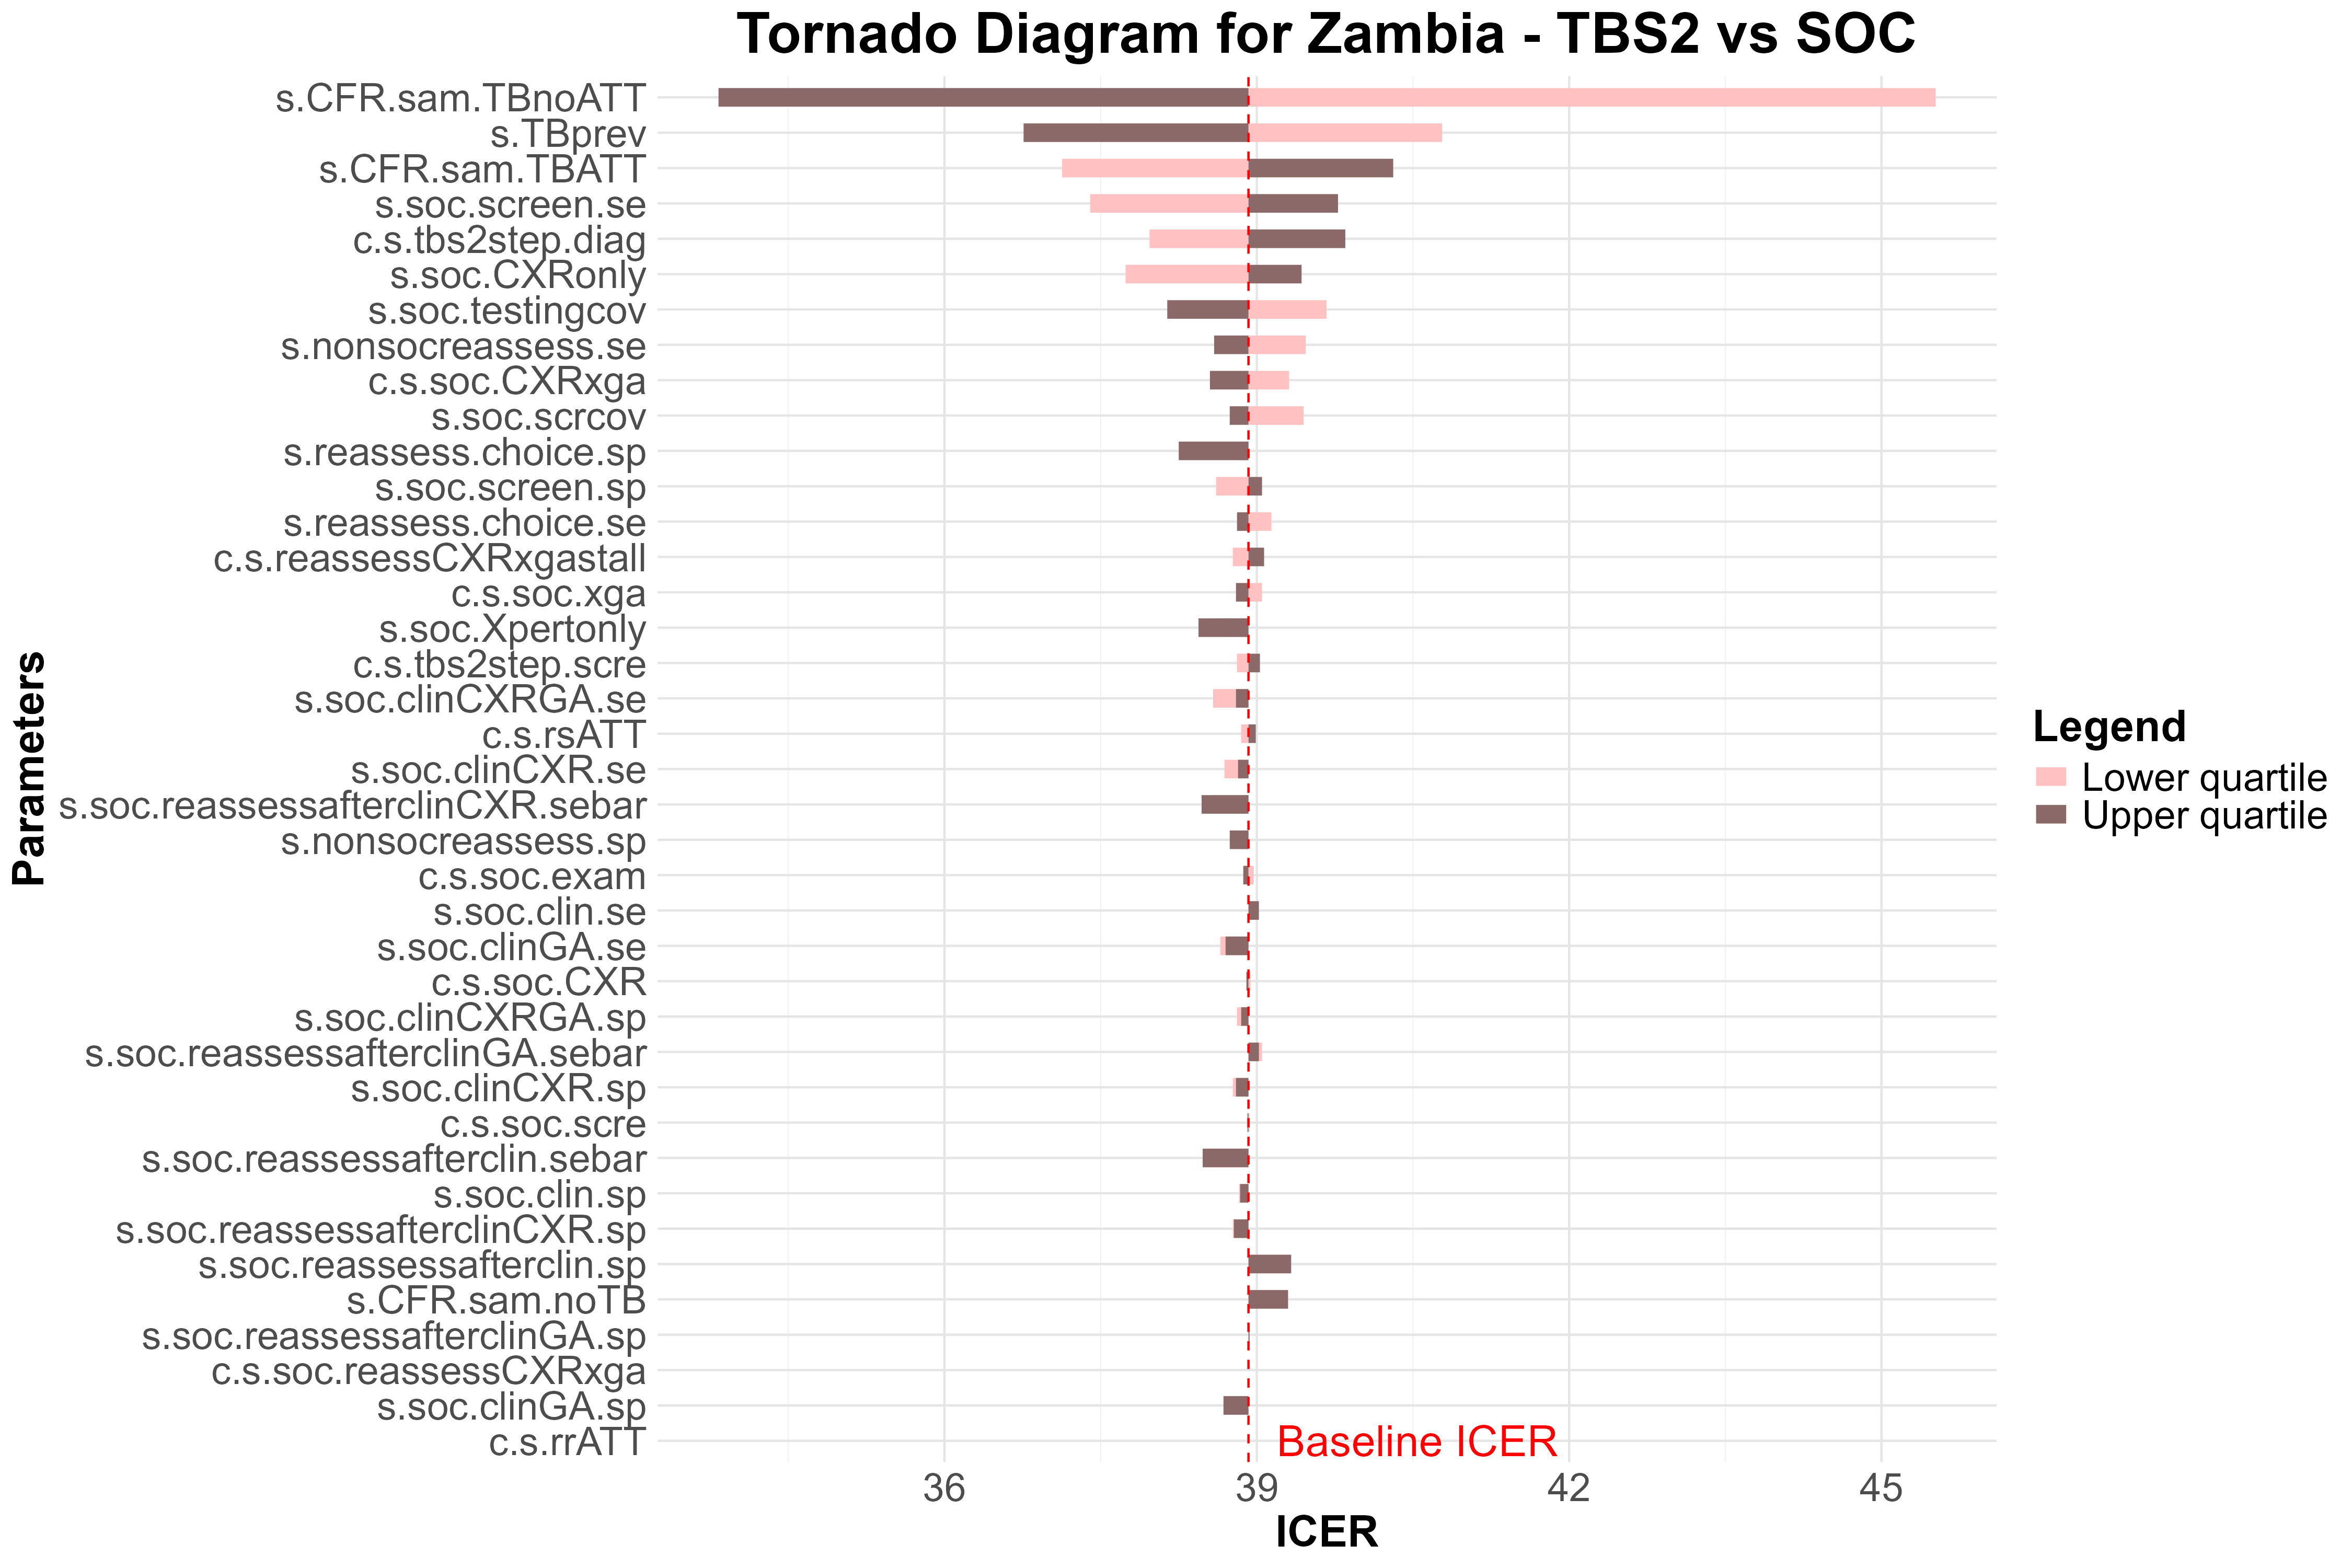 Tornado Diagram for Zambia - TBS2 vs SOC
s.CFR.sam.TBnoATT
s.TBprev
s.CFR.sam.TBATT
s.soc.screen.se
c.s.tbs2step.diag
s.soc.CXRonly
s.soc.testingcov
s.nonsocreassess.se
c.s.soc.CXRxga
s.soc.scrcov
s.reassess.choice.sp
s.soc.screen.sp
s.reassess.choice.se
c.s.reassessCXRxgastall
c.s.soc.xga
s.soc.Xpertonly
c.s.tbs2step.scre
s.soc.clinCXRGA.se
c.s.rsATT
s.soc.clinCXR.se
s.soc.reassessafterclinCXR.sebar
s.nonsocreassess.sp
c.s.soc.exam
s.soc.clin.se
s.soc.clinGA.se
c.s.soc.CXR
s.soc.clinCXRGA.sp
s.soc.reassessafterclinGA.sebar
s.soc.clinCXR.sp
c.s.soc.scre
s.soc.reassessafterclin.sebar
s.soc.clin.sp
s.soc.reassessafterclinCXR.sp
s.soc.reassessafterclin.sp
s.CFR.sam.noTB
s.soc.reassessafterclinGA.sp
c.s.soc.reassessCXRxga
s.soc.clinGA.sp
c.s.rrATT
Parameters
Baseline ICER
36 39 42 45
ICER
Legend
Lower quartile
Upper quartile